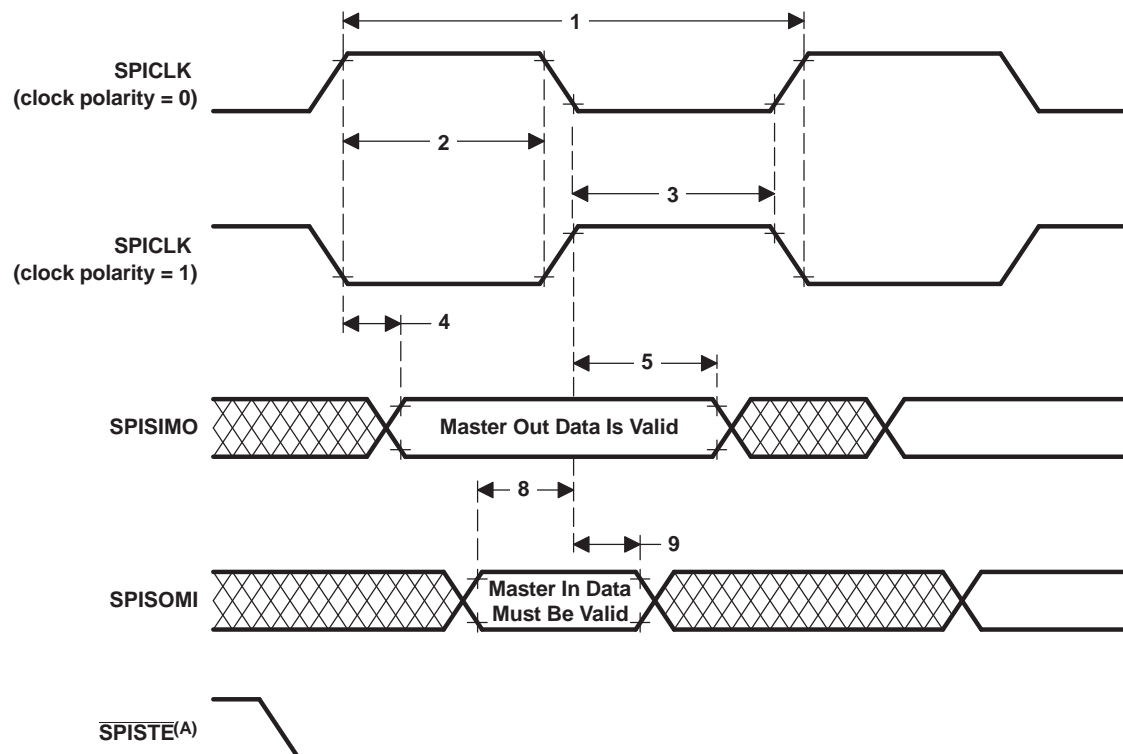 1
SPICLK
(clock polarity = 0)
2
3
SPICLK
(clock polarity = 1)
4
5
SPISIMO
Master Out Data Is Valid
8
9
SPISOMI
Master In Data
Must Be Valid
SPISTE(A)